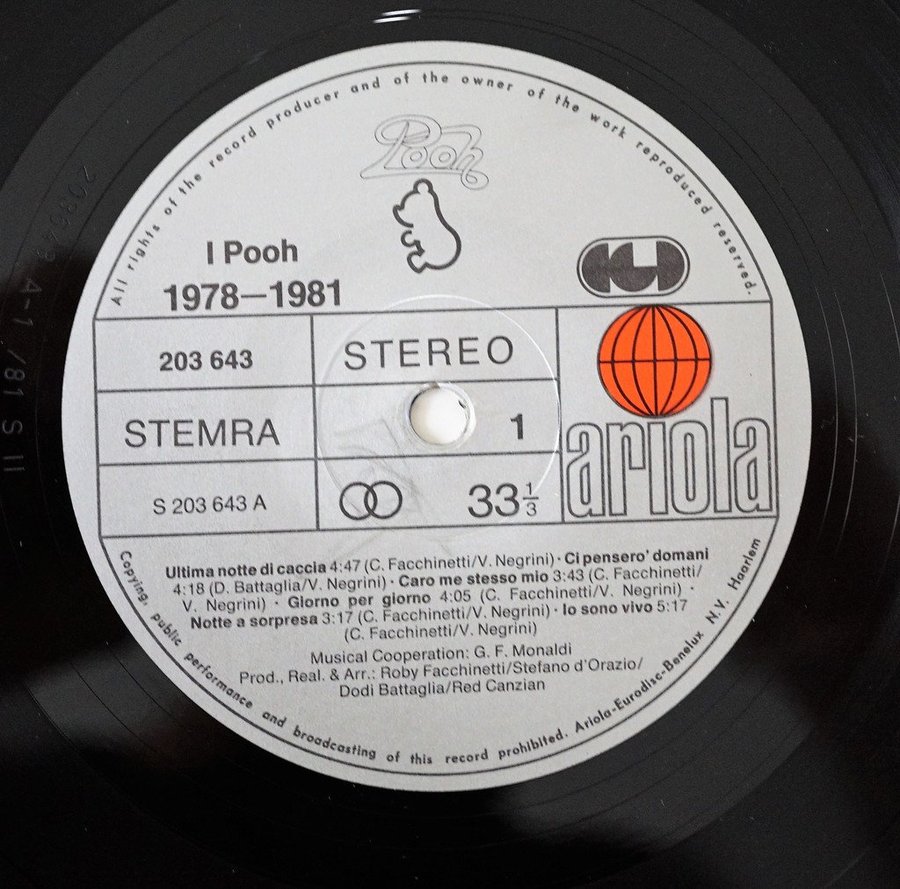 All rights of the record producer and of the owner of the work reproduced reserved.
Pooh
I Pooh
1978—1981
203 643
STEREO
STEMRA
1
S 203 643 A
33 1/3
ariola
Ultima notte di caccia 4:47 (C. Facchinetti/V. Negrini) · Ci pensero' domani
4:18 (D. Battaglia/V. Negrini) · Caro me stesso mio 3:43 (C. Facchinetti/
V. Negrini) · Giorno per giorno 4:05 (C. Facchinetti/V. Negrini) ·
Notte a sorpresa 3:17 (C. Facchinetti/V. Negrini) · Io sono vivo 5:17
(C. Facchinetti/V. Negrini)
Musical Cooperation: G. F. Monaldi
Prod., Real. & Arr.: Roby Facchinetti/Stefano d'Orazio/
Dodi Battaglia/Red Canzian
Copying, public performance and broadcasting of this record prohibited. Ariola-Eurodisc-Benelux N.V. Haarlem